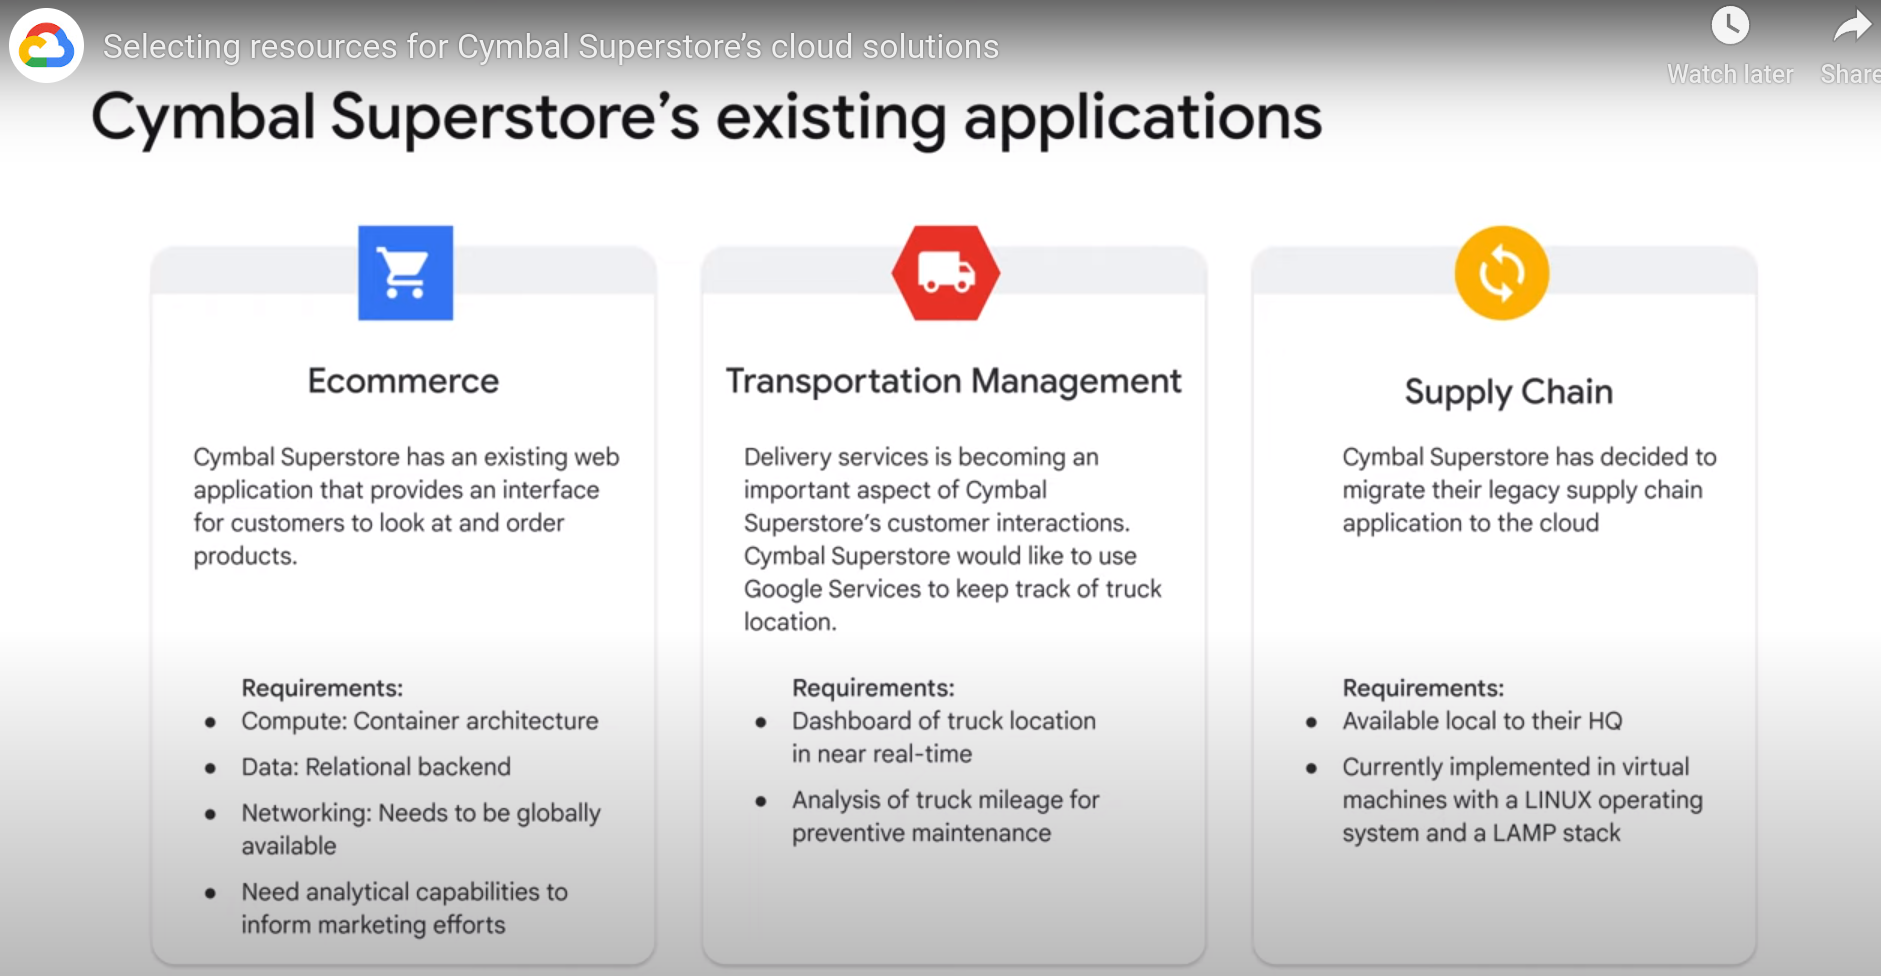 Selecting resources for Cymbal Superstore's cloud solutions
Watch later
Share
Cymbal Superstore's existing applications
Ecommerce
Cymbal Superstore has an existing web
application that provides an interface
for customers to look at and order
products.
Requirements:
● Compute: Container architecture
● Data: Relational backend
● Networking: Needs to be globally
available
● Need analytical capabilities to
inform marketing efforts
Transportation Management
Delivery services is becoming an
important aspect of Cymbal
Superstore's customer interactions.
Cymbal Superstore would like to use
Google Services to keep track of truck
location.
Requirements:
● Dashboard of truck location
in near real-time
● Analysis of truck mileage for
preventive maintenance
Supply Chain
Cymbal Superstore has decided to
migrate their legacy supply chain
application to the cloud
Requirements:
● Available local to their HQ
● Currently implemented in virtual
machines with a LINUX operating
system and a LAMP stack